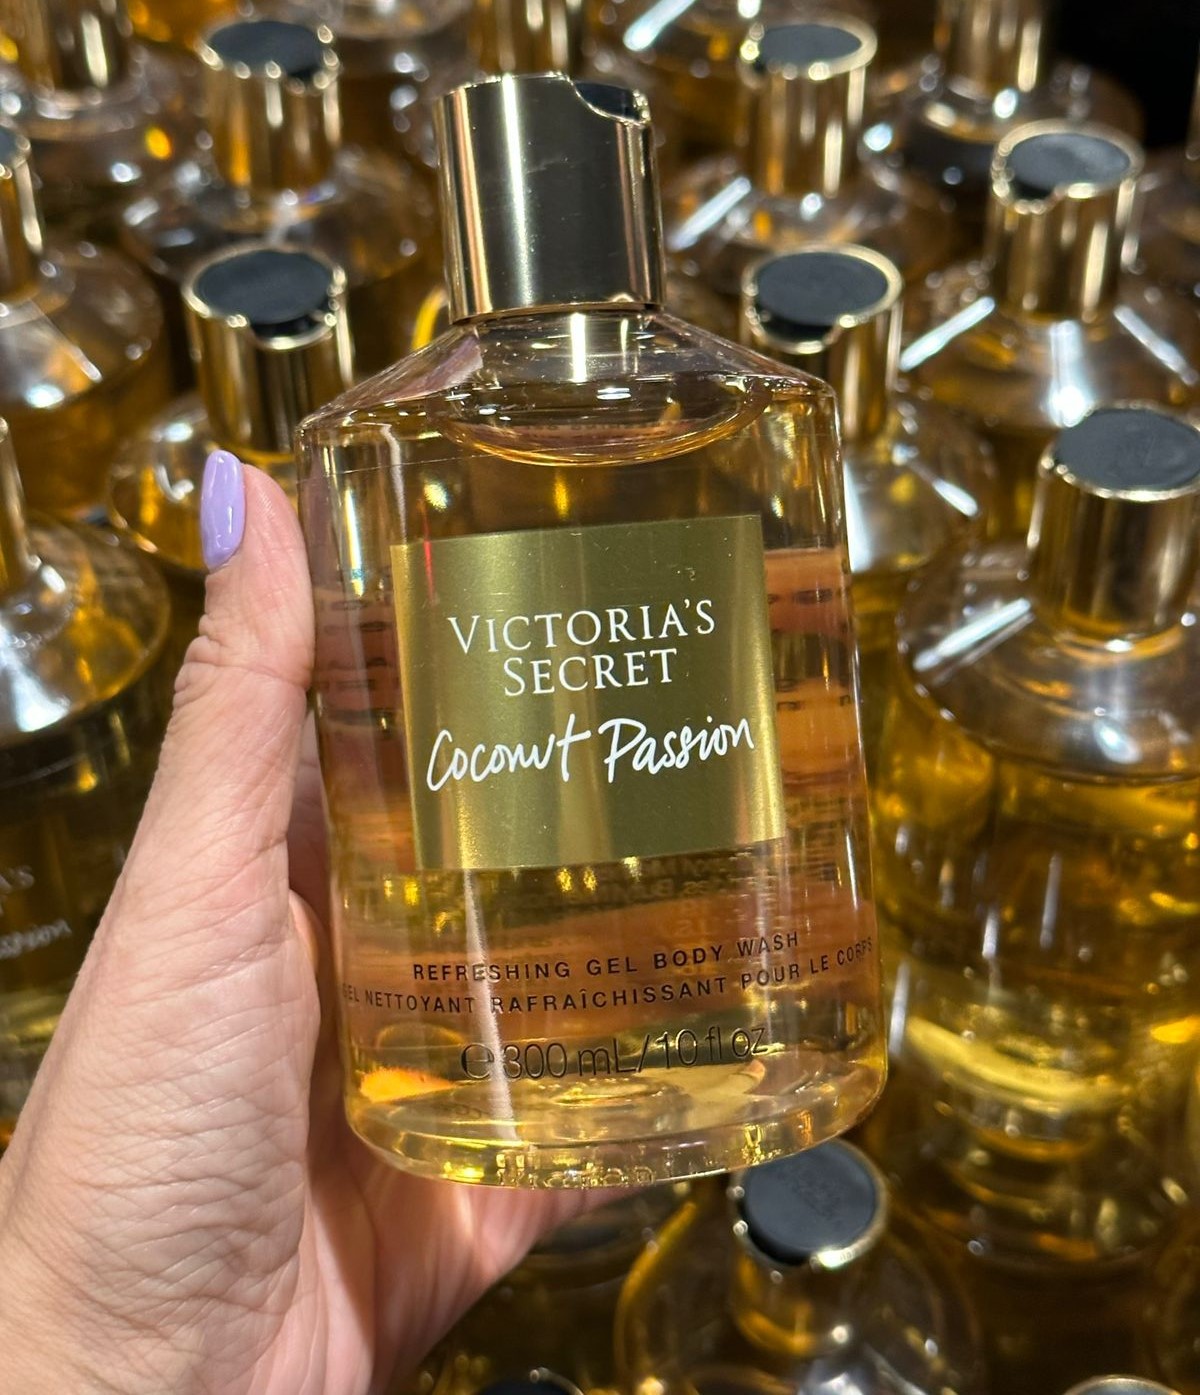 VICTORIA'S
SECRET
Coconut Passion
REFRESHING GEL BODY WASH
GEL NETTOYANT RAFRAÎCHISSANT POUR LE CORPS
℮ 300 mL/10 fl oz